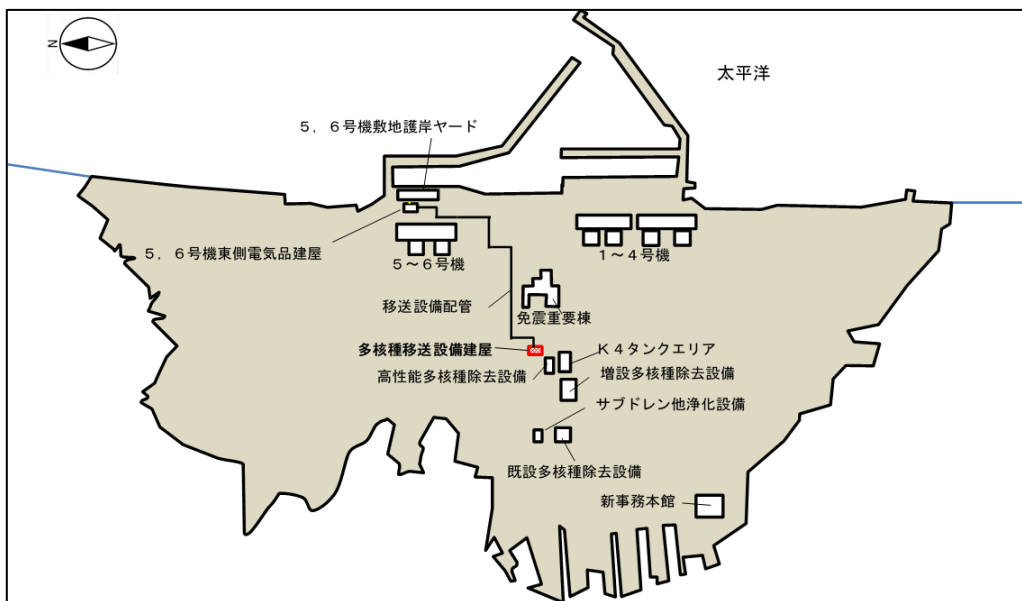 N
太平洋
5,6号機敷地護岸ヤード
5,6号機東側電気品建屋
5~6号機
1~4号機
移送設備配管
免震重要棟
多核種移送設備建屋
K4タンクエリア
高性能多核種除去設備
増設多核種除去設備
サブドレン他浄化設備
既設多核種除去設備
新事務本館